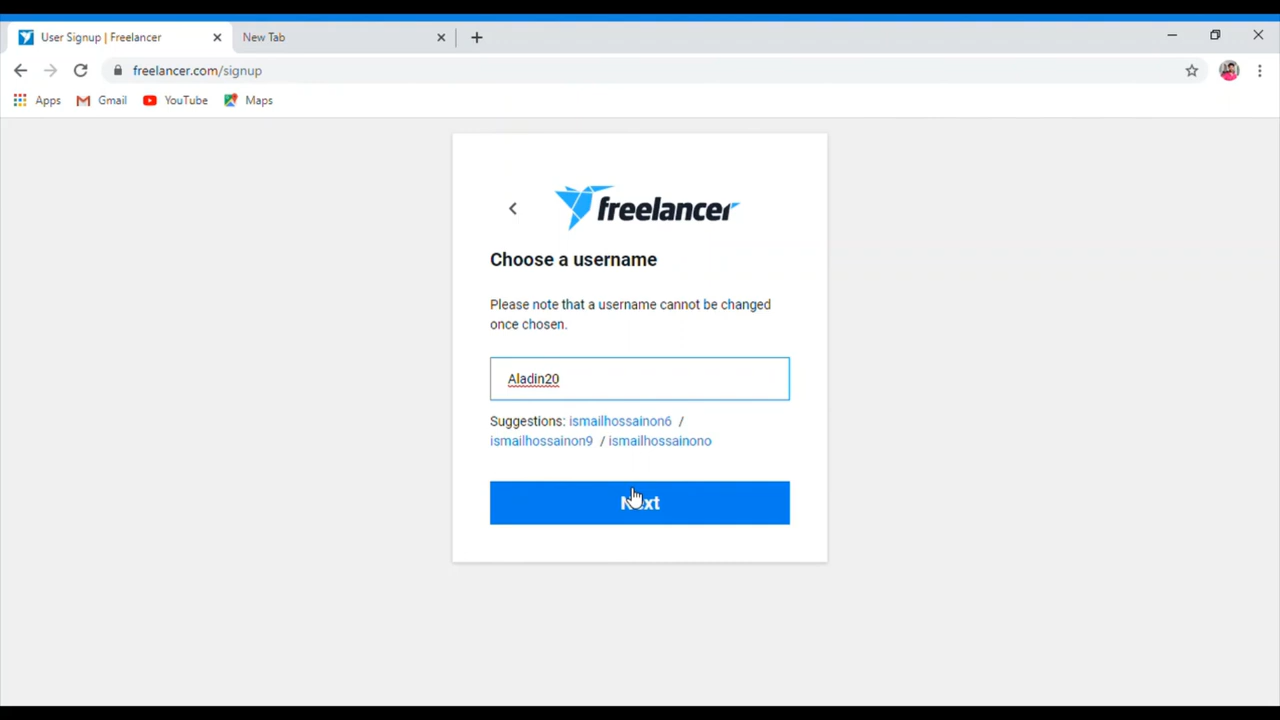 User Signup | Freelancer
New Tab
freelancer.com/signup
Apps
Gmail
YouTube
Maps
freelancer
Choose a username
Please note that a username cannot be changed
once chosen.
Aladin20
Suggestions: ismailhossainon6 /
ismailhossainon9 / ismailhossainono
Next